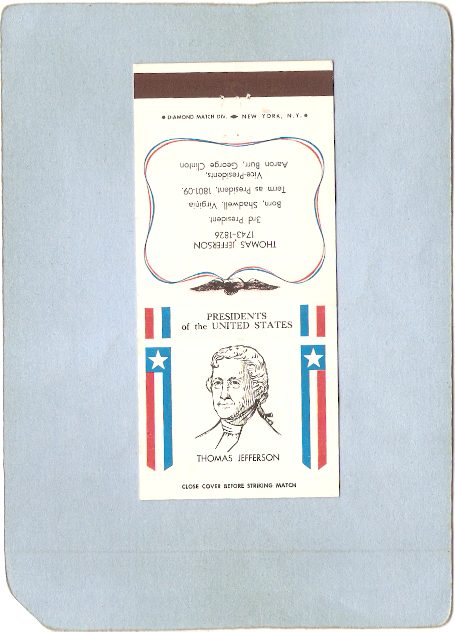 ● DIAMOND MATCH DIV. ◆ NEW YORK, N.Y. ●
THOMAS JEFFERSON
1743-1826
3rd President.
Born, Shadwell, Virginia
Term as President, 1801-09.
Vice-Presidents,
Aaron Burr, George Clinton
PRESIDENTS
of the UNITED STATES
THOMAS JEFFERSON
CLOSE COVER BEFORE STRIKING MATCH